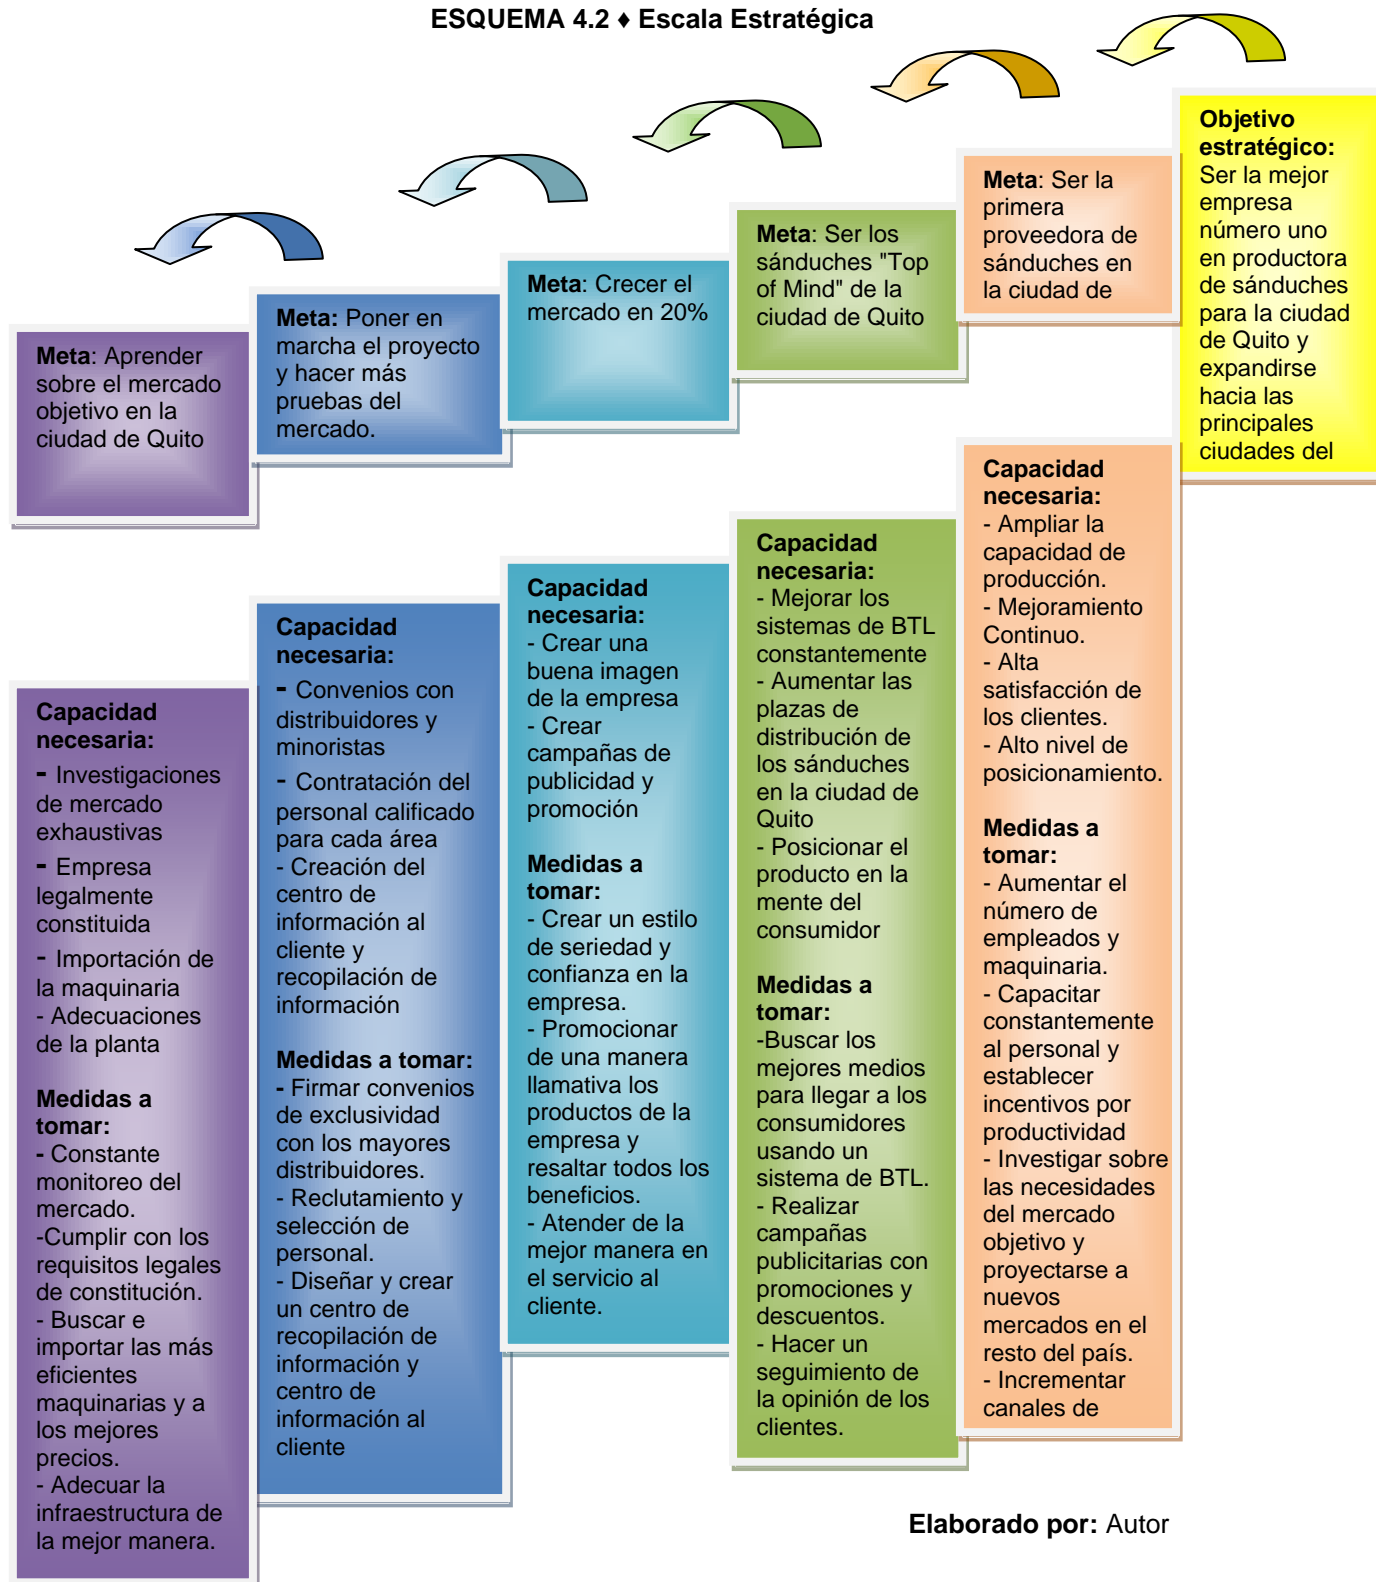 ESQUEMA 4.2 ♦ Escala Estratégica
Meta: Aprender
sobre el mercado
objetivo en la
ciudad de Quito
Meta: Poner en
marcha el proyecto
y hacer más
pruebas del
mercado.
Meta: Crecer el
mercado en 20%
Meta: Ser los
sánduches "Top
of Mind" de la
ciudad de Quito
Meta: Ser la
primera
proveedora de
sánduches en
la ciudad de
Objetivo
estratégico:
Ser la mejor
empresa
número uno
en productora
de sánduches
para la ciudad
de Quito y
expandirse
hacia las
principales
ciudades del
Capacidad
necesaria:
- Investigaciones
de mercado
exhaustivas
- Empresa
legalmente
constituida
- Importación de
la maquinaria
- Adecuaciones
de la planta
Medidas a
tomar:
- Constante
monitoreo del
mercado.
-Cumplir con los
requisitos legales
de constitución.
- Buscar e
importar las más
eficientes
maquinarias y a
los mejores
precios.
- Adecuar la
infraestructura de
la mejor manera.
Capacidad
necesaria:
- Convenios con
distribuidores y
minoristas
- Contratación del
personal calificado
para cada área
- Creación del
centro de
información al
cliente y
recopilación de
información
Medidas a tomar:
- Firmar convenios
de exclusividad
con los mayores
distribuidores.
- Reclutamiento y
selección de
personal.
- Diseñar y crear
un centro de
recopilación de
información y
centro de
información al
cliente
Capacidad
necesaria:
- Crear una
buena imagen
de la empresa
- Crear
campañas de
publicidad y
promoción
Medidas a
tomar:
- Crear un estilo
de seriedad y
confianza en la
empresa.
- Promocionar
de una manera
llamativa los
productos de la
empresa y
resaltar todos los
beneficios.
- Atender de la
mejor manera en
el servicio al
cliente.
Capacidad
necesaria:
- Mejorar los
sistemas de BTL
constantemente
- Aumentar las
plazas de
distribución de
los sánduches
en la ciudad de
Quito
- Posicionar el
producto en la
mente del
consumidor
Medidas a
tomar:
-Buscar los
mejores medios
para llegar a los
consumidores
usando un
sistema de BTL.
- Realizar
campañas
publicitarias con
promociones y
descuentos.
- Hacer un
seguimiento de
la opinión de los
clientes.
Capacidad
necesaria:
- Ampliar la
capacidad de
producción.
- Mejoramiento
Continuo.
- Alta
satisfacción de
los clientes.
- Alto nivel de
posicionamiento.
Medidas a
tomar:
- Aumentar el
número de
empleados y
maquinaria.
- Capacitar
constantemente
al personal y
establecer
incentivos por
productividad
- Investigar sobre
las necesidades
del mercado
objetivo y
proyectarse a
nuevos
mercados en el
resto del país.
- Incrementar
canales de
Elaborado por: Autor